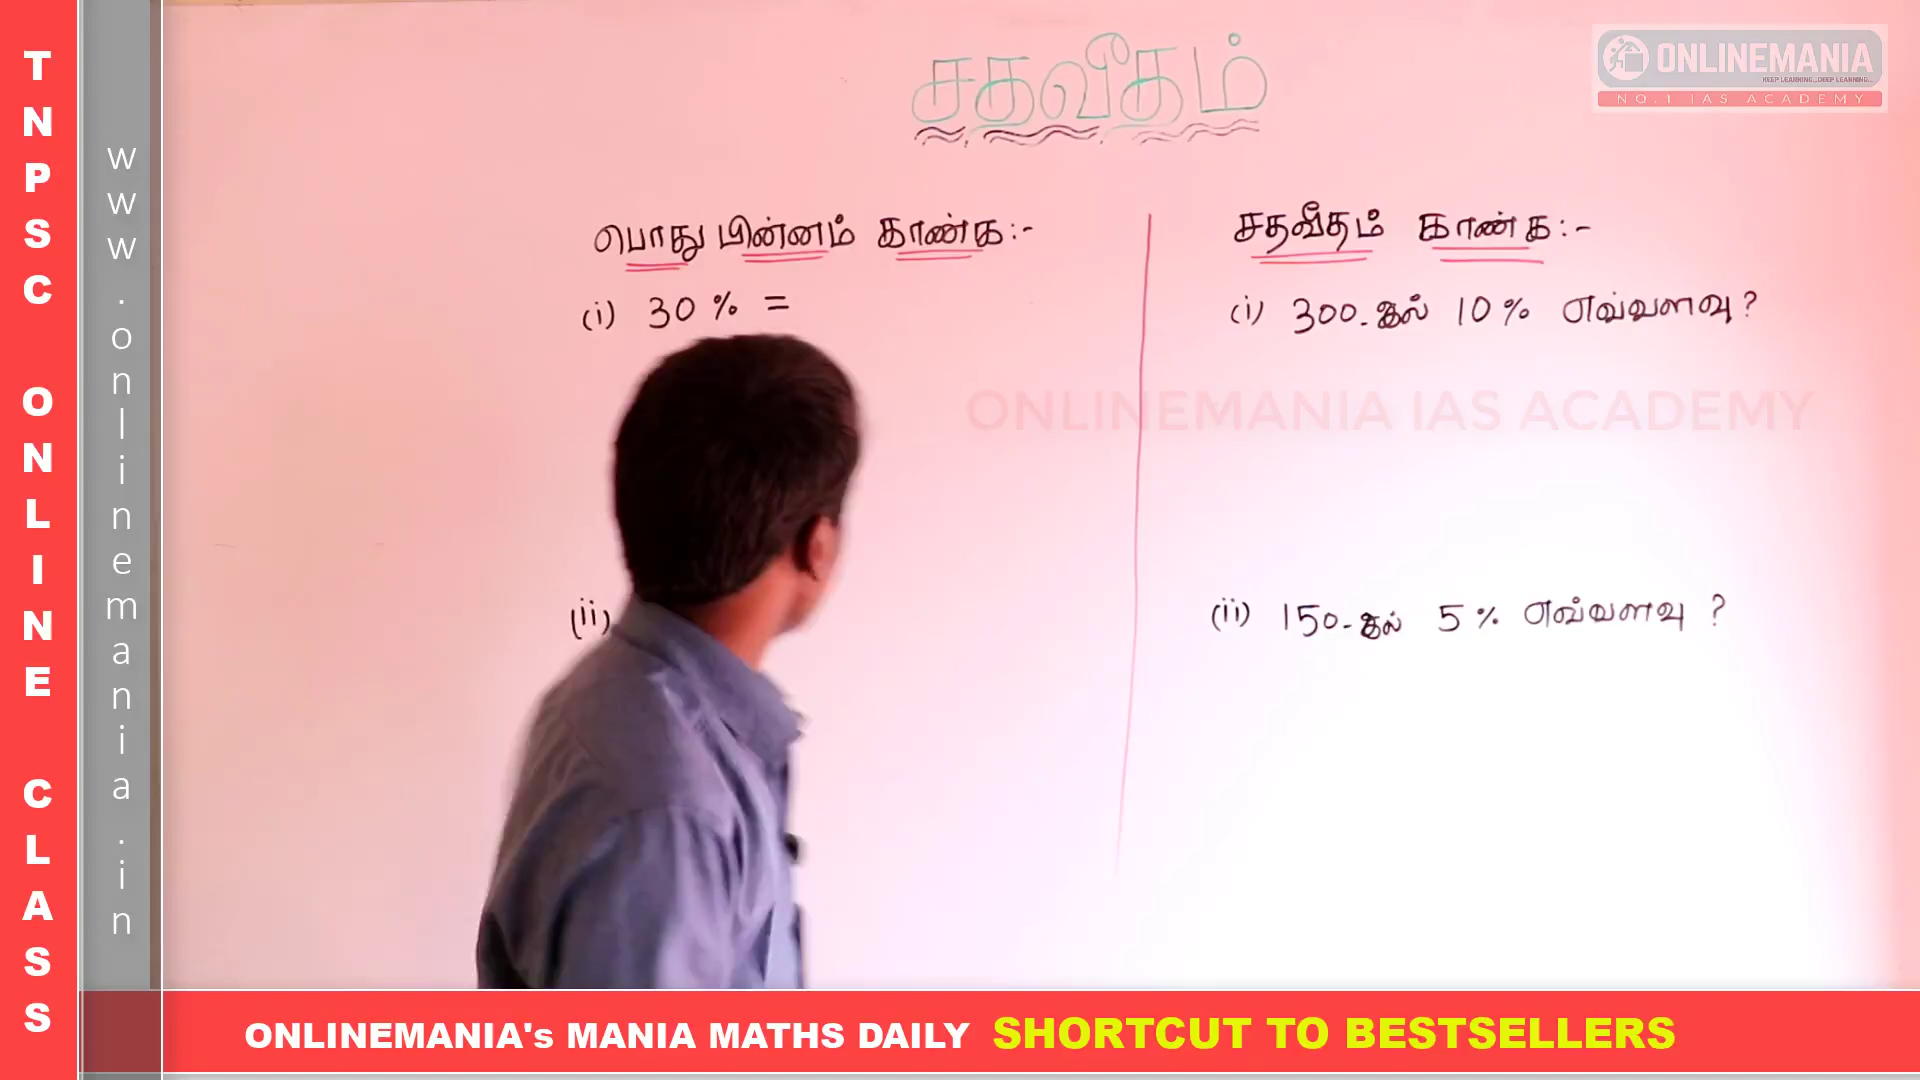 TNPSC ONLINE CLASS
www.onlinemania.in
சதவீதம்
ONLINEMANIA
KEEP LEARNING...DEEP LEARNING...
NO.1 IAS ACADEMY
பொது பின்னம் காண்க:-
(i) 30% =
(ii)
சதவீதம் காண்க:-
(i) 300-இல் 10% எவ்வளவு?
ONLINEMANIA IAS ACADEMY
(ii) 150-இல் 5% எவ்வளவு?
ONLINEMANIA's MANIA MATHS DAILY SHORTCUT TO BESTSELLERS